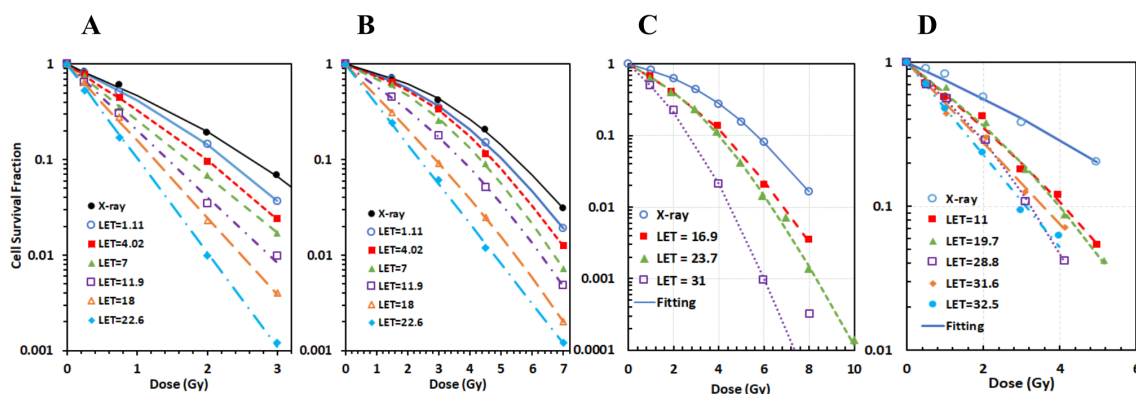 A
B
C
D
Cell Survival Fraction
1
0.1
0.01
0.001
X-ray
LET=1.11
LET=4.02
LET=7
LET=11.9
LET=18
LET=22.6
0
1
2
3
Dose (Gy)
1
0.1
0.01
0.001
X-ray
LET=1.11
LET=4.02
LET=7
LET=11.9
LET=18
LET=22.6
0
1
2
3
4
5
6
7
Dose (Gy)
1
0.1
0.01
0.001
0.0001
X-ray
LET = 16.9
LET = 23.7
LET = 31
Fitting
0
2
4
6
8
10
Dose (Gy)
1
0.1
0.01
X-ray
LET=11
LET=19.7
LET=28.8
LET=31.6
LET=32.5
Fitting
0
2
4
6
Dose (Gy)